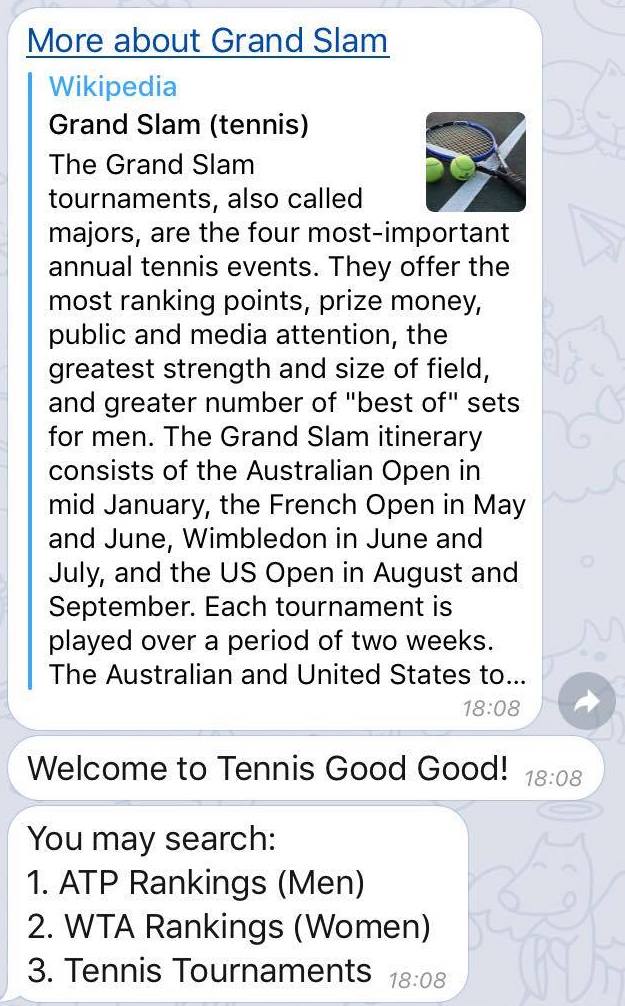 More about Grand Slam
Wikipedia
Grand Slam (tennis)
The Grand Slam
tournaments, also called
majors, are the four most-important
annual tennis events. They offer the
most ranking points, prize money,
public and media attention, the
greatest strength and size of field,
and greater number of "best of" sets
for men. The Grand Slam itinerary
consists of the Australian Open in
mid January, the French Open in May
and June, Wimbledon in June and
July, and the US Open in August and
September. Each tournament is
played over a period of two weeks.
The Australian and United States to...
18:08
Welcome to Tennis Good Good! 18:08
You may search:
1. ATP Rankings (Men)
2. WTA Rankings (Women)
3. Tennis Tournaments 18:08